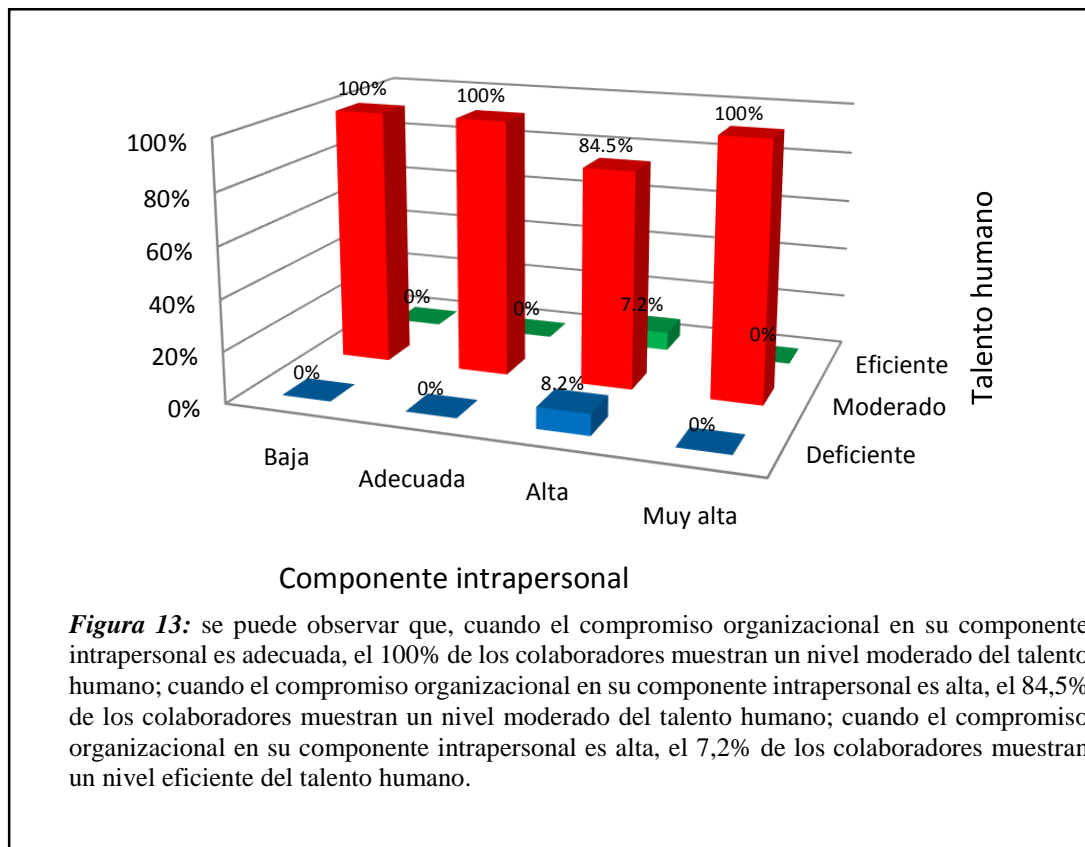 100%
100%
100%
84.5%
100%
80%
60%
40%
20%
0%
0%
0%
7.2%
0%
0%
0%
8.2%
0%
Talento humano
Eficiente
Moderado
Deficiente
Baja
Adecuada
Alta
Muy alta
Componente intrapersonal
Figura 13: se puede observar que, cuando el compromiso organizacional en su componente
intrapersonal es adecuada, el 100% de los colaboradores muestran un nivel moderado del talento
humano; cuando el compromiso organizacional en su componente intrapersonal es alta, el 84,5%
de los colaboradores muestran un nivel moderado del talento humano; cuando el compromiso
organizacional en su componente intrapersonal es alta, el 7,2% de los colaboradores muestran
un nivel eficiente del talento humano.